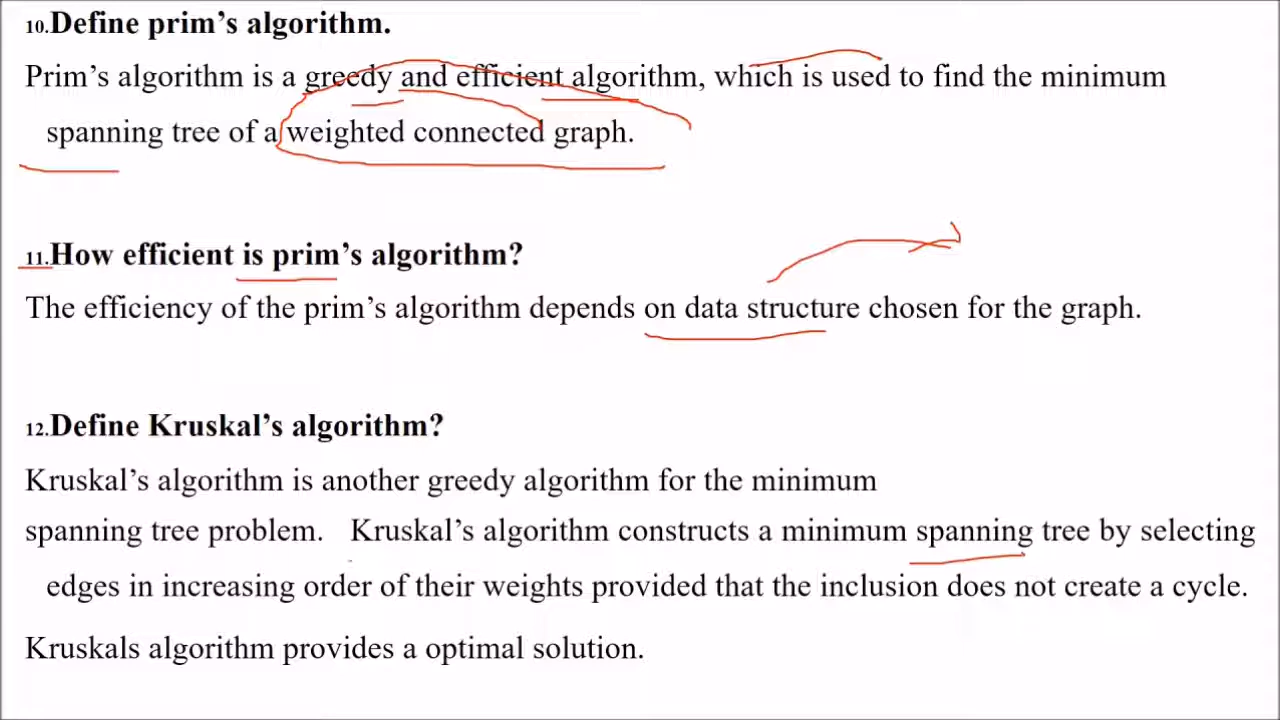 10.Define prim’s algorithm.
Prim’s algorithm is a greedy and efficient algorithm, which is used to find the minimum
spanning tree of a weighted connected graph.
11.How efficient is prim’s algorithm?
The efficiency of the prim’s algorithm depends on data structure chosen for the graph.
12.Define Kruskal’s algorithm?
Kruskal’s algorithm is another greedy algorithm for the minimum
spanning tree problem. Kruskal’s algorithm constructs a minimum spanning tree by selecting
edges in increasing order of their weights provided that the inclusion does not create a cycle.
Kruskals algorithm provides a optimal solution.